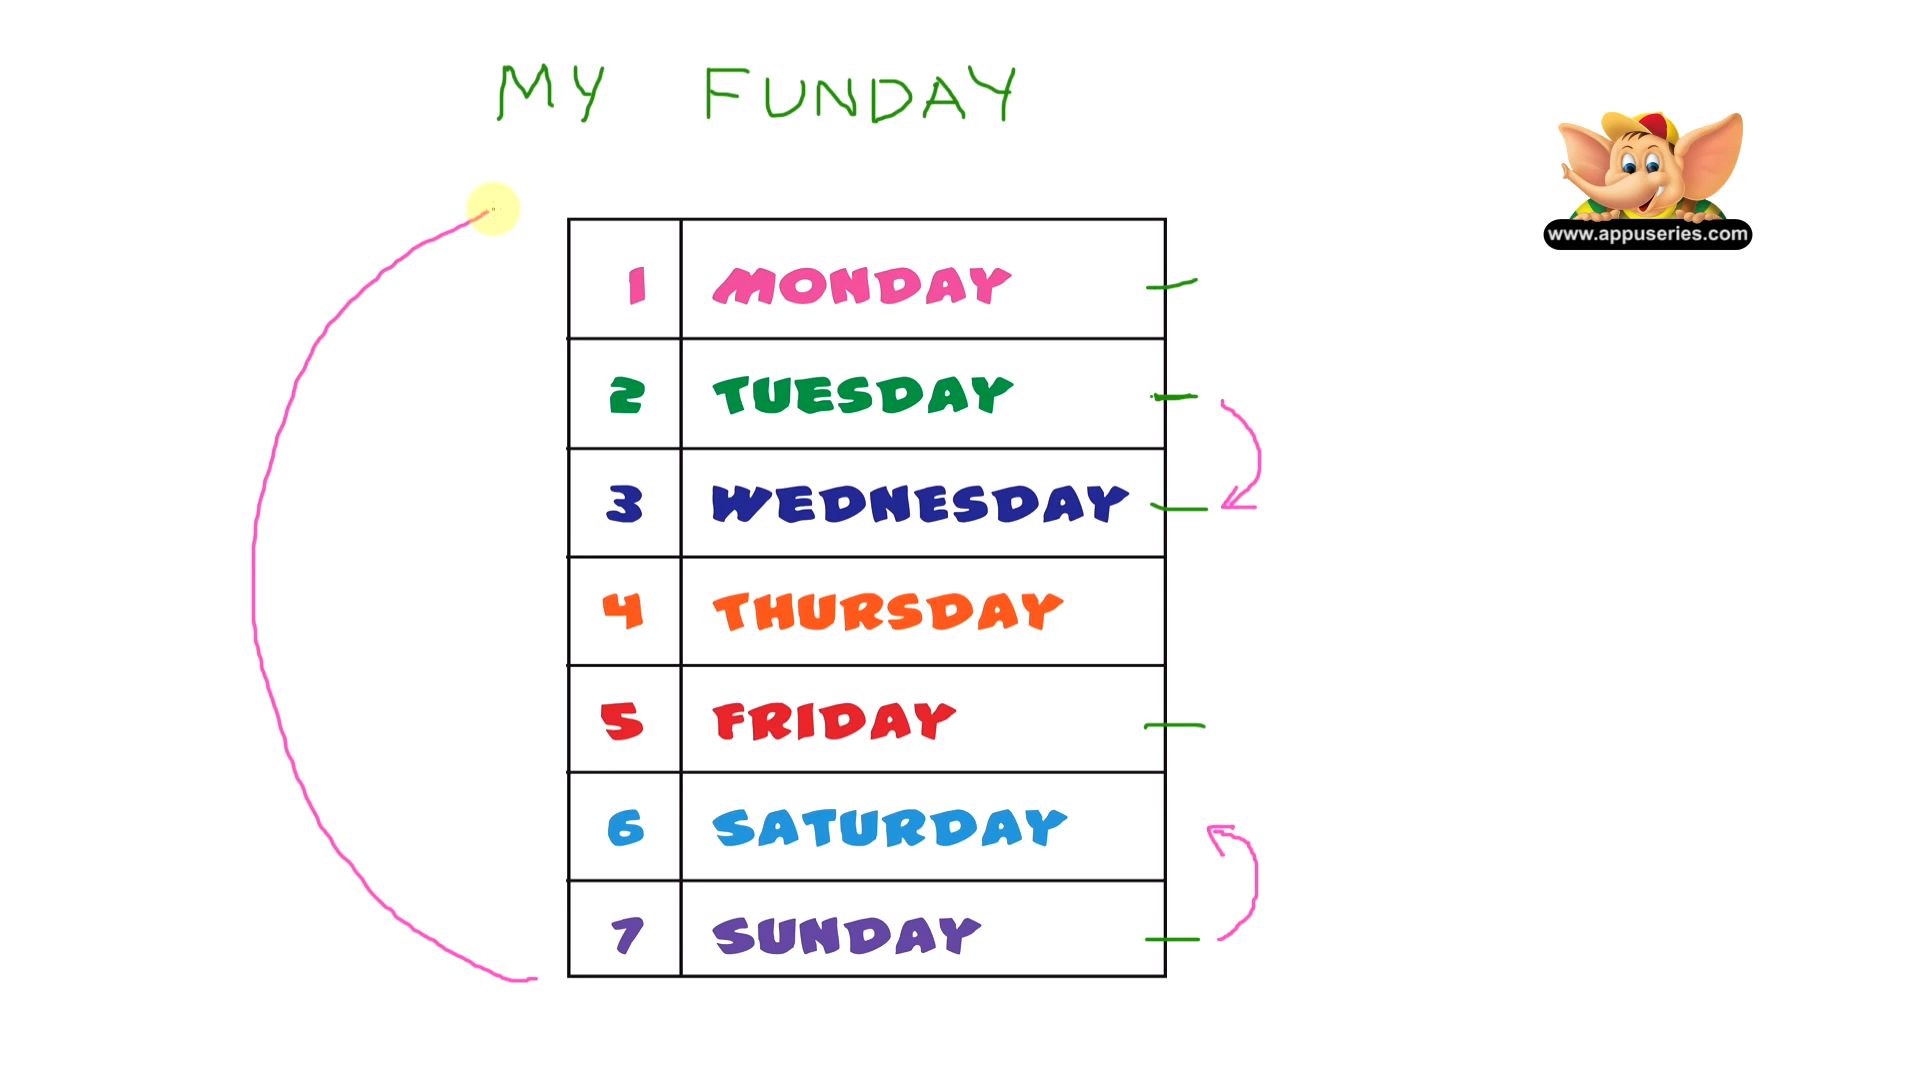 MY FUNDAY
www.appuseries.com
1 MONDAY
2 TUESDAY
3 WEDNESDAY
4 THURSDAY
5 FRIDAY
6 SATURDAY
7 SUNDAY